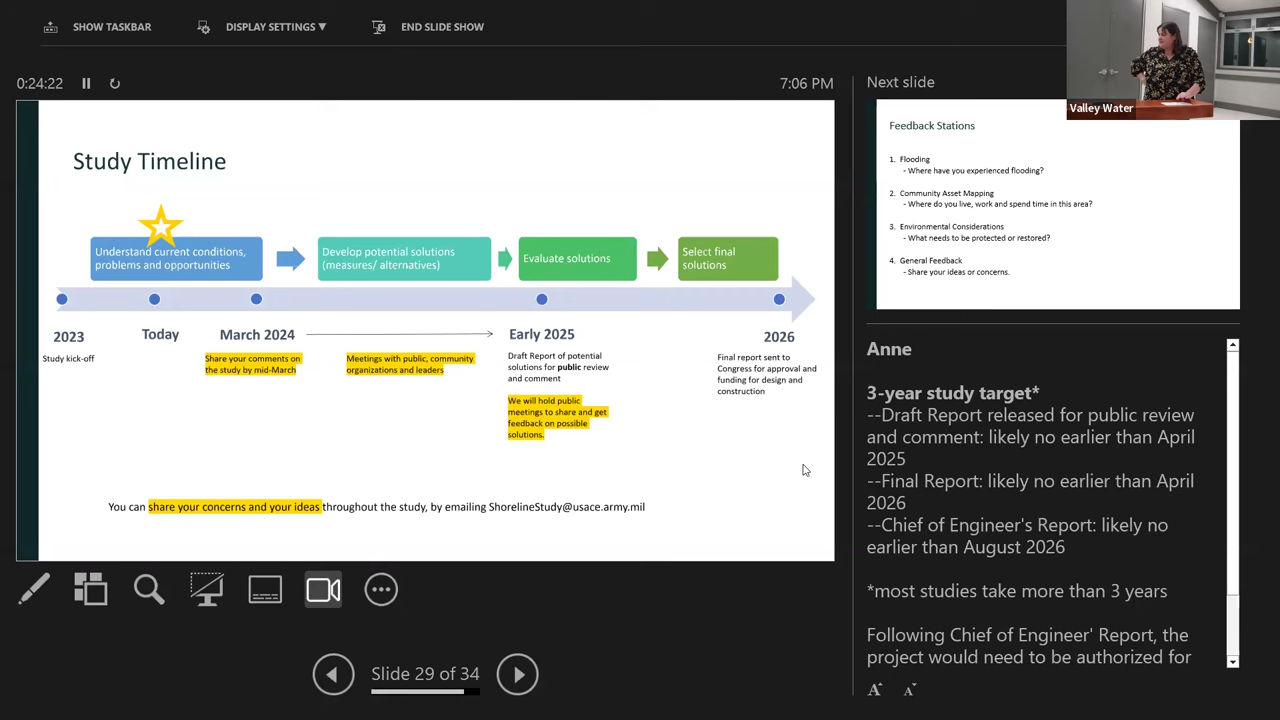 SHOW TASKBAR
DISPLAY SETTINGS ▼
END SLIDE SHOW
0:24:22
7:06 PM
Study Timeline
Understand current conditions,
problems and opportunities
Develop potential solutions
(measures/ alternatives)
Evaluate solutions
Select final
solutions
2023
Study kick-off
Today
March 2024
Share your comments on
the study by mid-March
Meetings with public, community
organizations and leaders
Early 2025
Draft Report of potential
solutions for public review
and comment
We will hold public
meetings to share and get
feedback on possible
solutions.
2026
Final report sent to
Congress for approval and
funding for design and
construction
You can share your concerns and your ideas throughout the study, by emailing ShorelineStudy@usace.army.mil
Slide 29 of 34
Next slide
Valley Water
Feedback Stations
1. Flooding
- Where have you experienced flooding?
2. Community Asset Mapping
- Where do you live, work and spend time in this area?
3. Environmental Considerations
- What needs to be protected or restored?
4. General Feedback
- Share your ideas or concerns.
Anne
3-year study target*
--Draft Report released for public review
and comment: likely no earlier than April
2025
--Final Report: likely no earlier than April
2026
--Chief of Engineer's Report: likely no
earlier than August 2026
*most studies take more than 3 years
Following Chief of Engineer' Report, the
project would need to be authorized for
A A